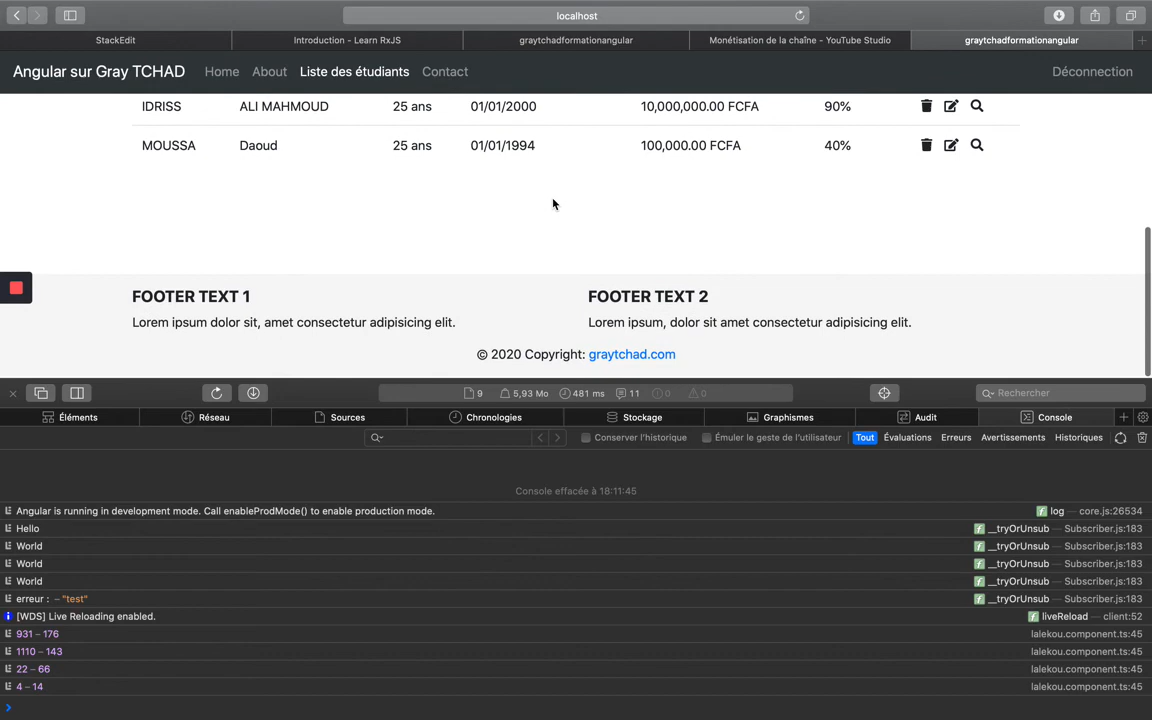 localhost
StackEdit
Introduction - Learn RxJS
graytchadformationangular
Monétisation de la chaîne - YouTube Studio
graytchadformationangular
Angular sur Gray TCHAD Home About Liste des étudiants Contact Déconnection
IDRISS ALI MAHMOUD 25 ans 01/01/2000 10,000,000.00 FCFA 90%
MOUSSA Daoud 25 ans 01/01/1994 100,000.00 FCFA 40%
FOOTER TEXT 1 FOOTER TEXT 2
Lorem ipsum dolor sit, amet consectetur adipisicing elit. Lorem ipsum, dolor sit amet consectetur adipisicing elit.
© 2020 Copyright: graytchad.com
9 5,93 Mo 481 ms 11 0 0 Rechercher
Éléments Réseau Sources Chronologies Stockage Graphismes Audit Console
Conserver l'historique Émuler le geste de l'utilisateur Tout Évaluations Erreurs Avertissements Historiques
Console effacée à 18:11:45
Angular is running in development mode. Call enableProdMode() to enable production mode. f log — core.js:26534
Hello f __tryOrUnsub — Subscriber.js:183
World f __tryOrUnsub — Subscriber.js:183
World f __tryOrUnsub — Subscriber.js:183
World f __tryOrUnsub — Subscriber.js:183
erreur : – "test" f __tryOrUnsub — Subscriber.js:183
[WDS] Live Reloading enabled. f liveReload — client:52
931 – 176 lalekou.component.ts:45
1110 – 143 lalekou.component.ts:45
22 – 66 lalekou.component.ts:45
4 – 14 lalekou.component.ts:45